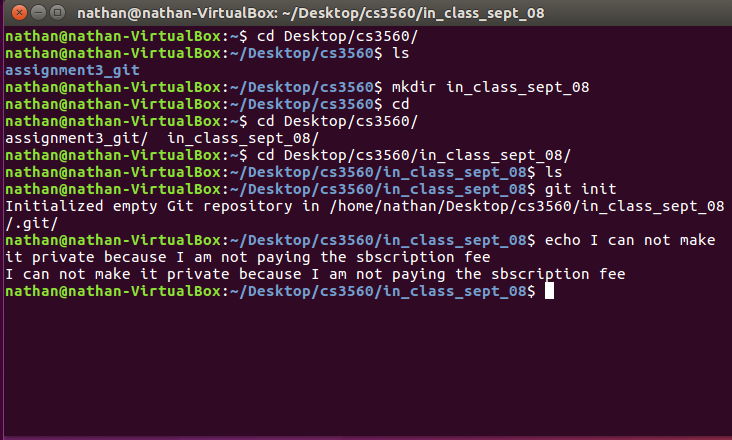 nathan@nathan-VirtualBox: ~/Desktop/cs3560/in_class_sept_08
nathan@nathan-VirtualBox:~$ cd Desktop/cs3560/
nathan@nathan-VirtualBox:~/Desktop/cs3560$ ls
assignment3_git
nathan@nathan-VirtualBox:~/Desktop/cs3560$ mkdir in_class_sept_08
nathan@nathan-VirtualBox:~/Desktop/cs3560$ cd
nathan@nathan-VirtualBox:~$ cd Desktop/cs3560/
assignment3_git/  in_class_sept_08/
nathan@nathan-VirtualBox:~$ cd Desktop/cs3560/in_class_sept_08/
nathan@nathan-VirtualBox:~/Desktop/cs3560/in_class_sept_08$ ls
nathan@nathan-VirtualBox:~/Desktop/cs3560/in_class_sept_08$ git init
Initialized empty Git repository in /home/nathan/Desktop/cs3560/in_class_sept_08
/.git/
nathan@nathan-VirtualBox:~/Desktop/cs3560/in_class_sept_08$ echo I can not make
it private because I am not paying the sbscription fee
I can not make it private because I am not paying the sbscription fee
nathan@nathan-VirtualBox:~/Desktop/cs3560/in_class_sept_08$